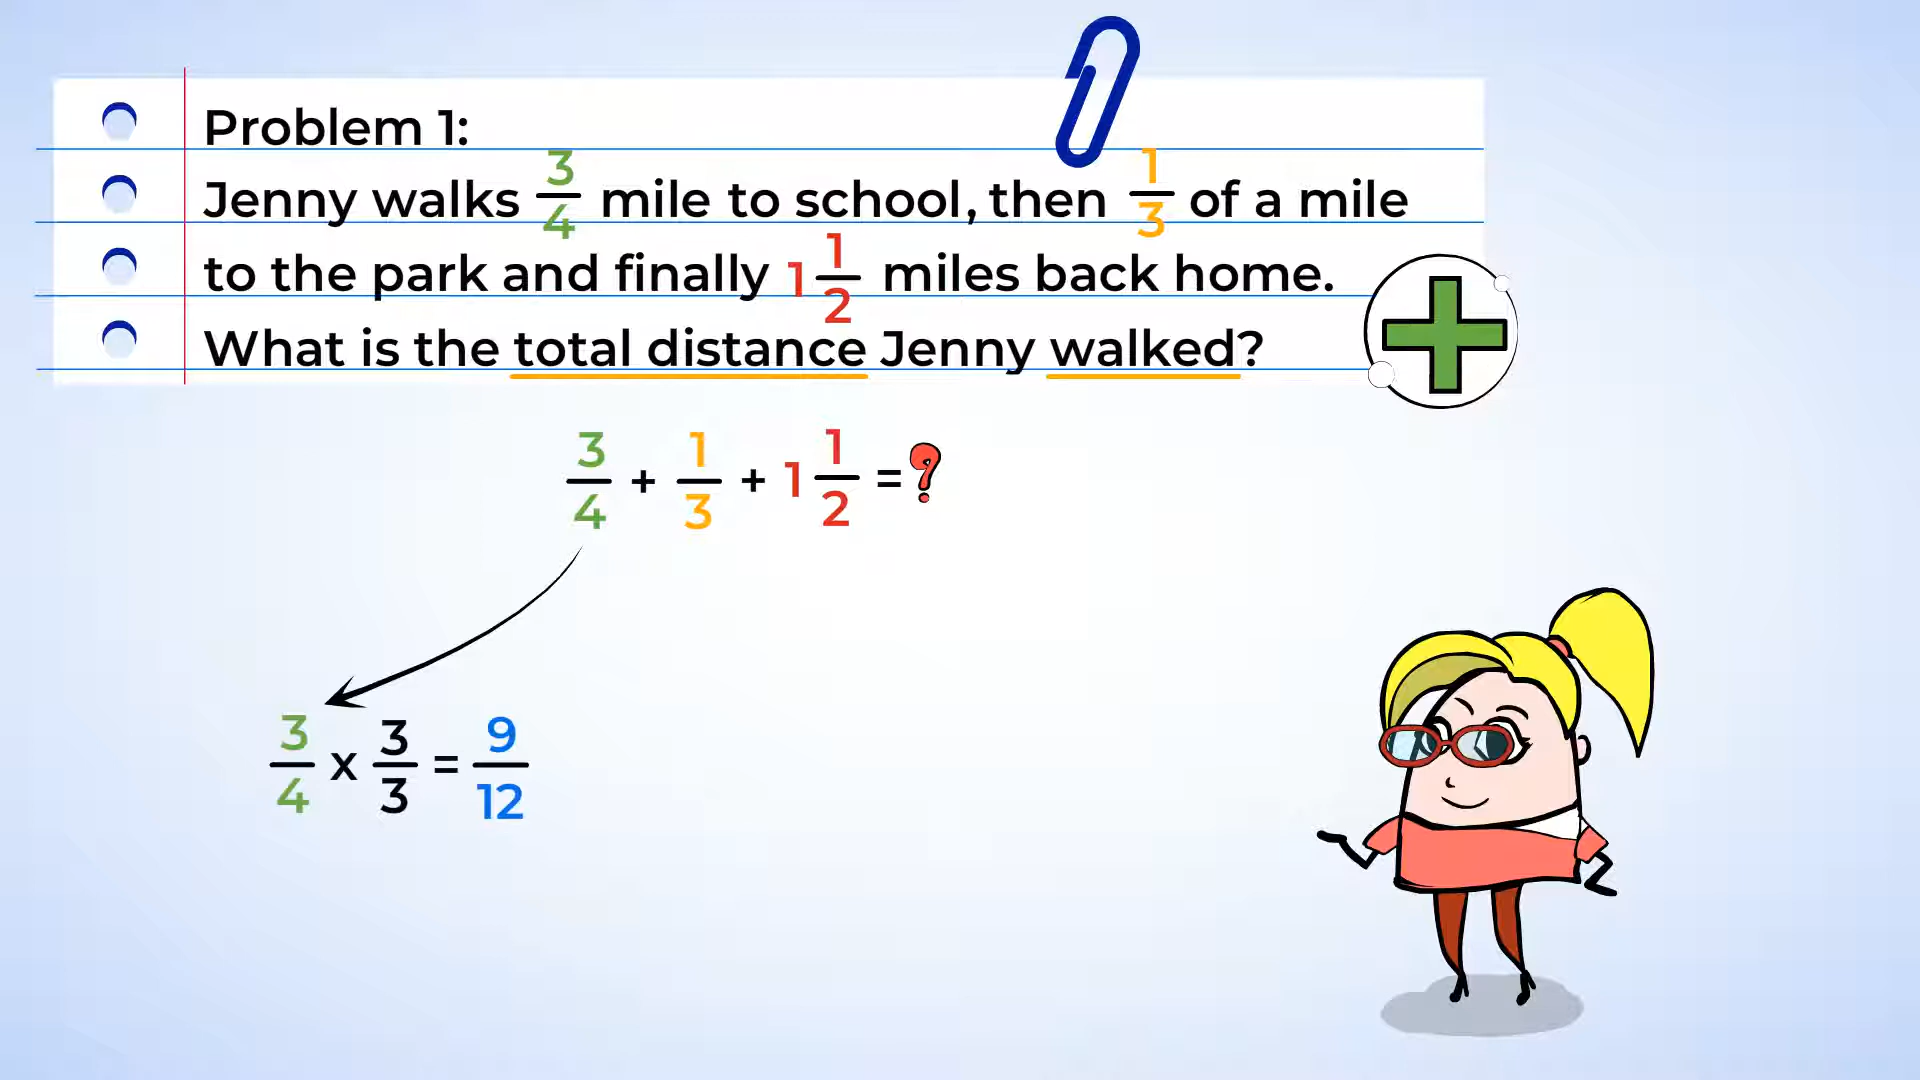 Problem 1:
Jenny walks 3/4 mile to school, then 1/3 of a mile
to the park and finally 1 1/2 miles back home.
What is the total distance Jenny walked?
3/4 + 1/3 + 1 1/2 = ?
3/4 x 3/3 = 9/12